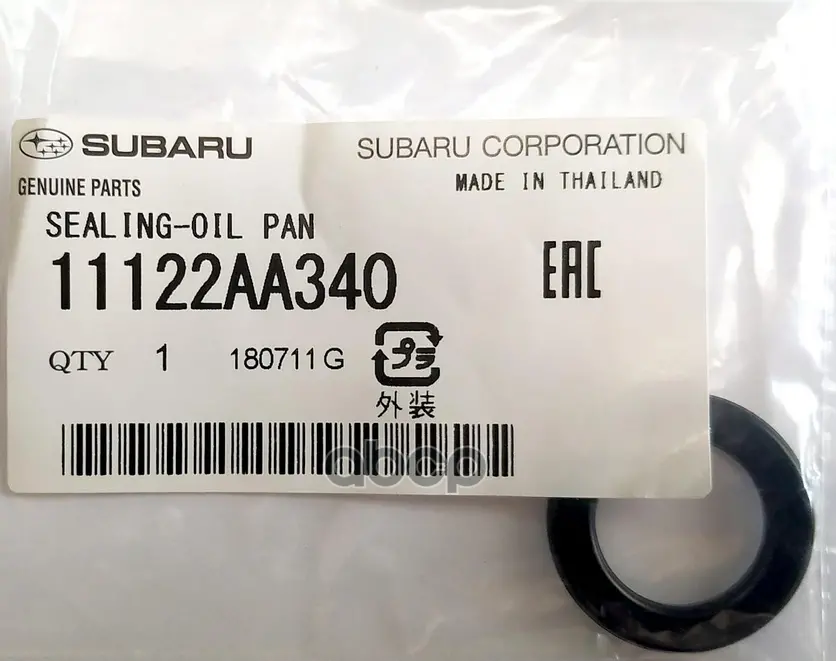 SUBARU SUBARU CORPORATION
GENUINE PARTS MADE IN THAILAND
SEALING-OIL PAN
11122AA340 EAC
QTY 1 180711G プラ
外装
abcp